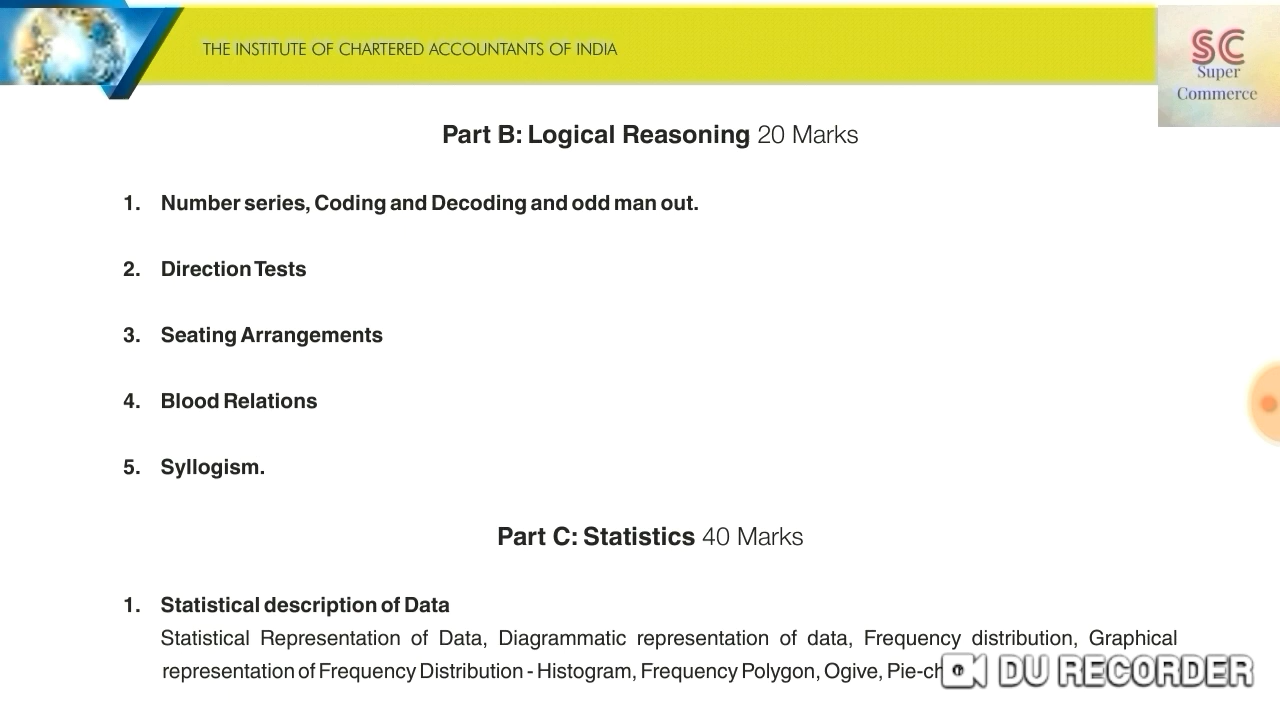 THE INSTITUTE OF CHARTERED ACCOUNTANTS OF INDIA
SC
Super
Commerce
Part B: Logical Reasoning 20 Marks
1. Number series, Coding and Decoding and odd man out.
2. Direction Tests
3. Seating Arrangements
4. Blood Relations
5. Syllogism.
Part C: Statistics 40 Marks
1. Statistical description of Data
Statistical Representation of Data, Diagrammatic representation of data, Frequency distribution, Graphical
representation of Frequency Distribution - Histogram, Frequency Polygon, Ogive,
DU RECORDER